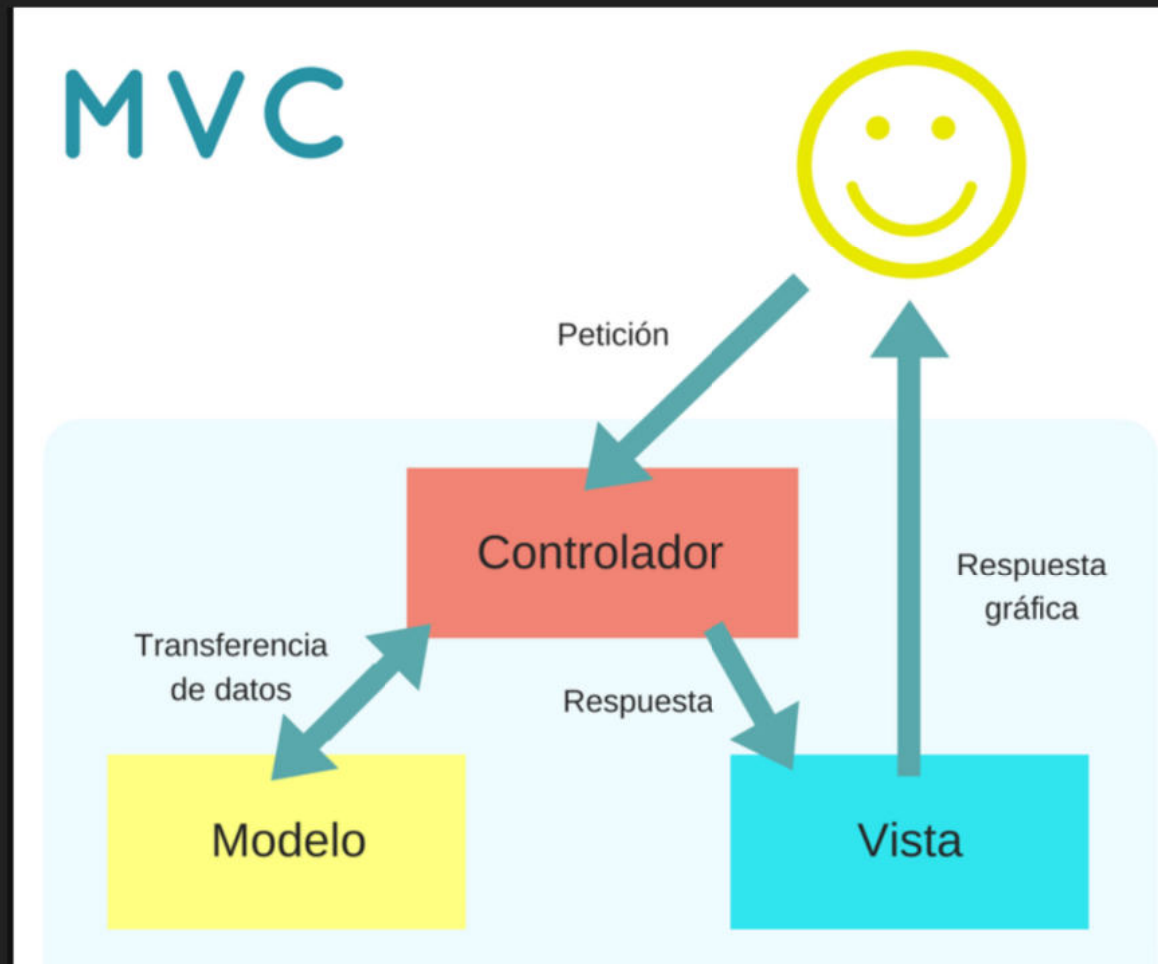 MVC
Petición
Controlador
Respuesta
gráfica
Transferencia
de datos
Respuesta
Modelo
Vista